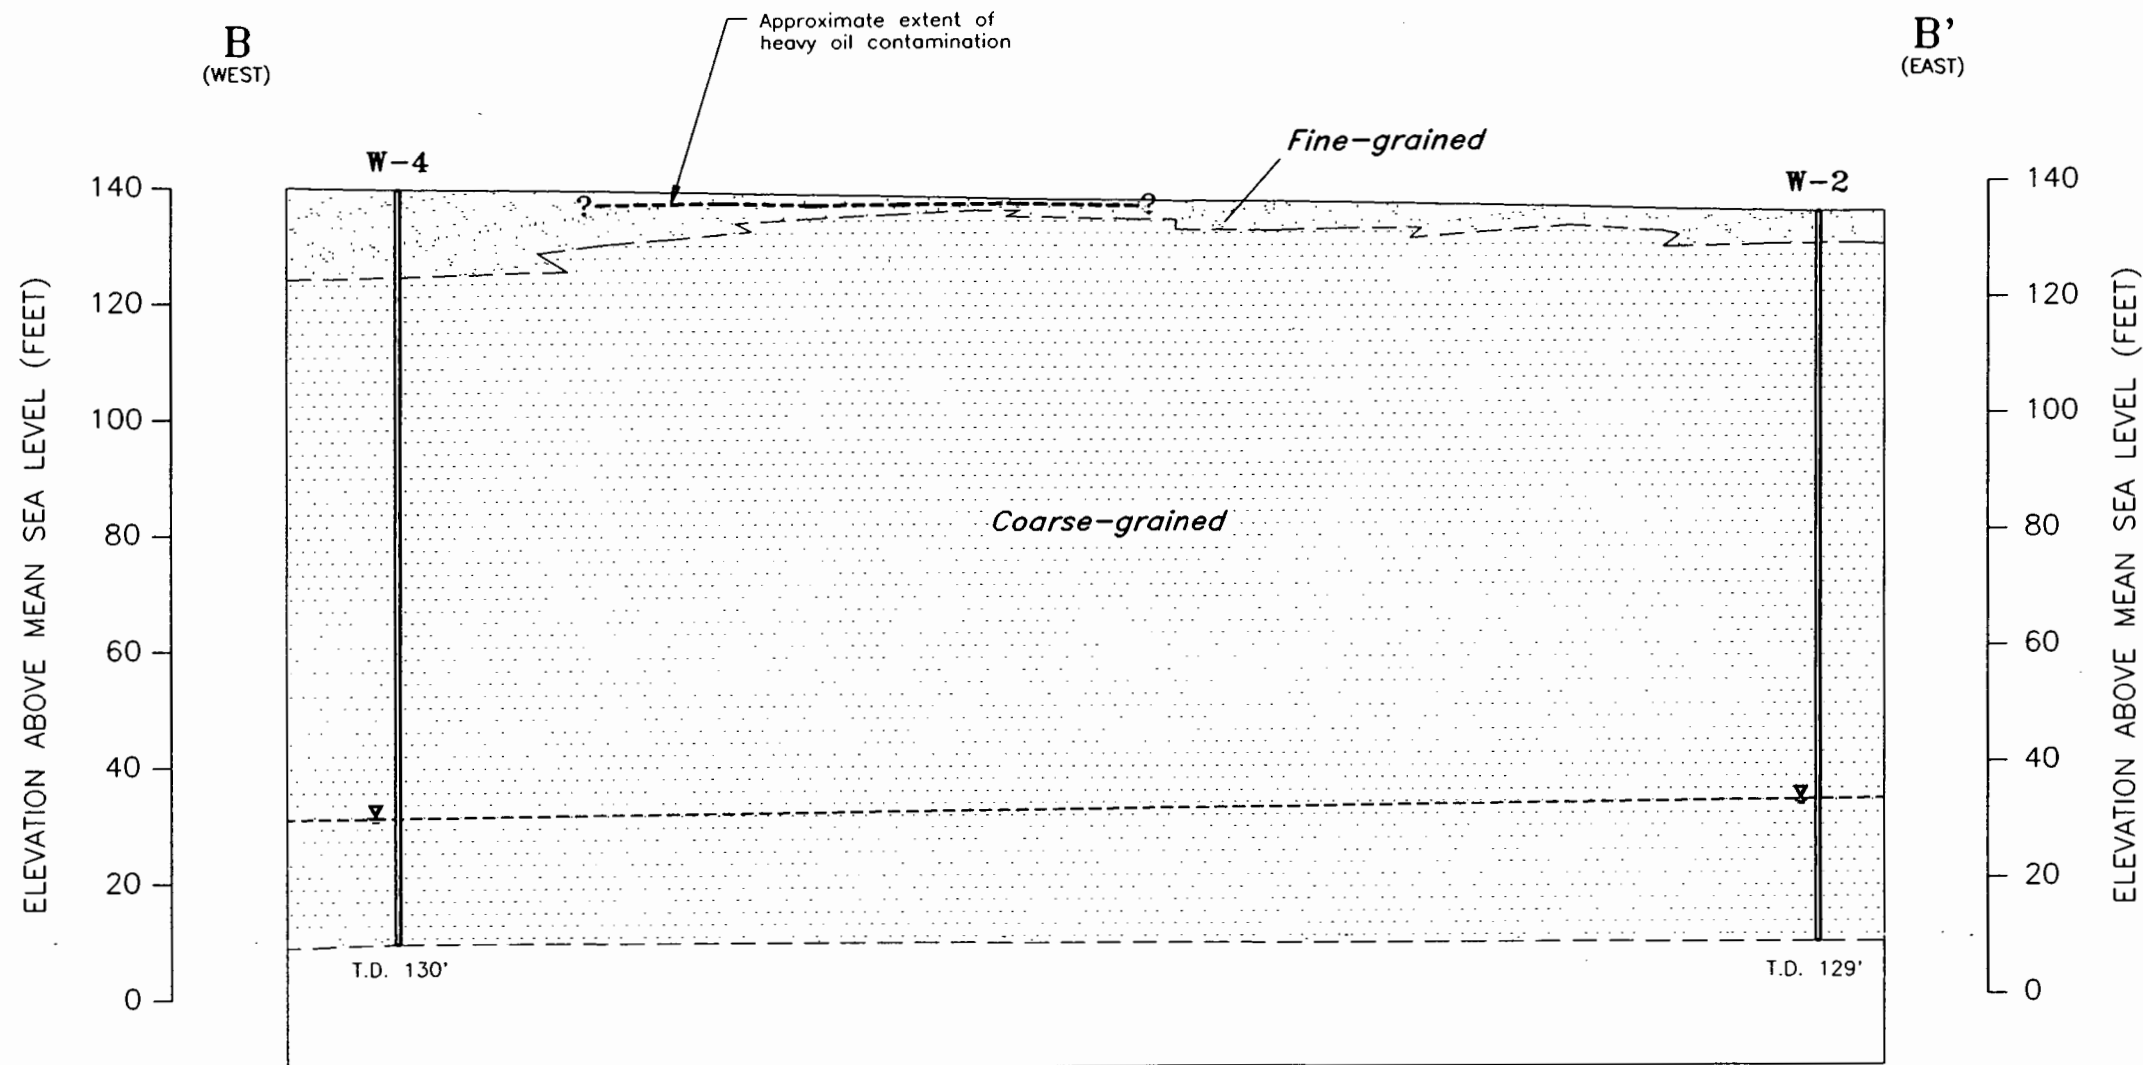 Approximate extent of
heavy oil contamination
B
(WEST)
B'
(EAST)
Fine-grained
W-4
W-2
140
120
100
80
60
40
20
0
ELEVATION ABOVE MEAN SEA LEVEL (FEET)
?
?
Coarse-grained
T.D. 130'
T.D. 129'
140
120
100
80
60
40
20
0
ELEVATION ABOVE MEAN SEA LEVEL (FEET)